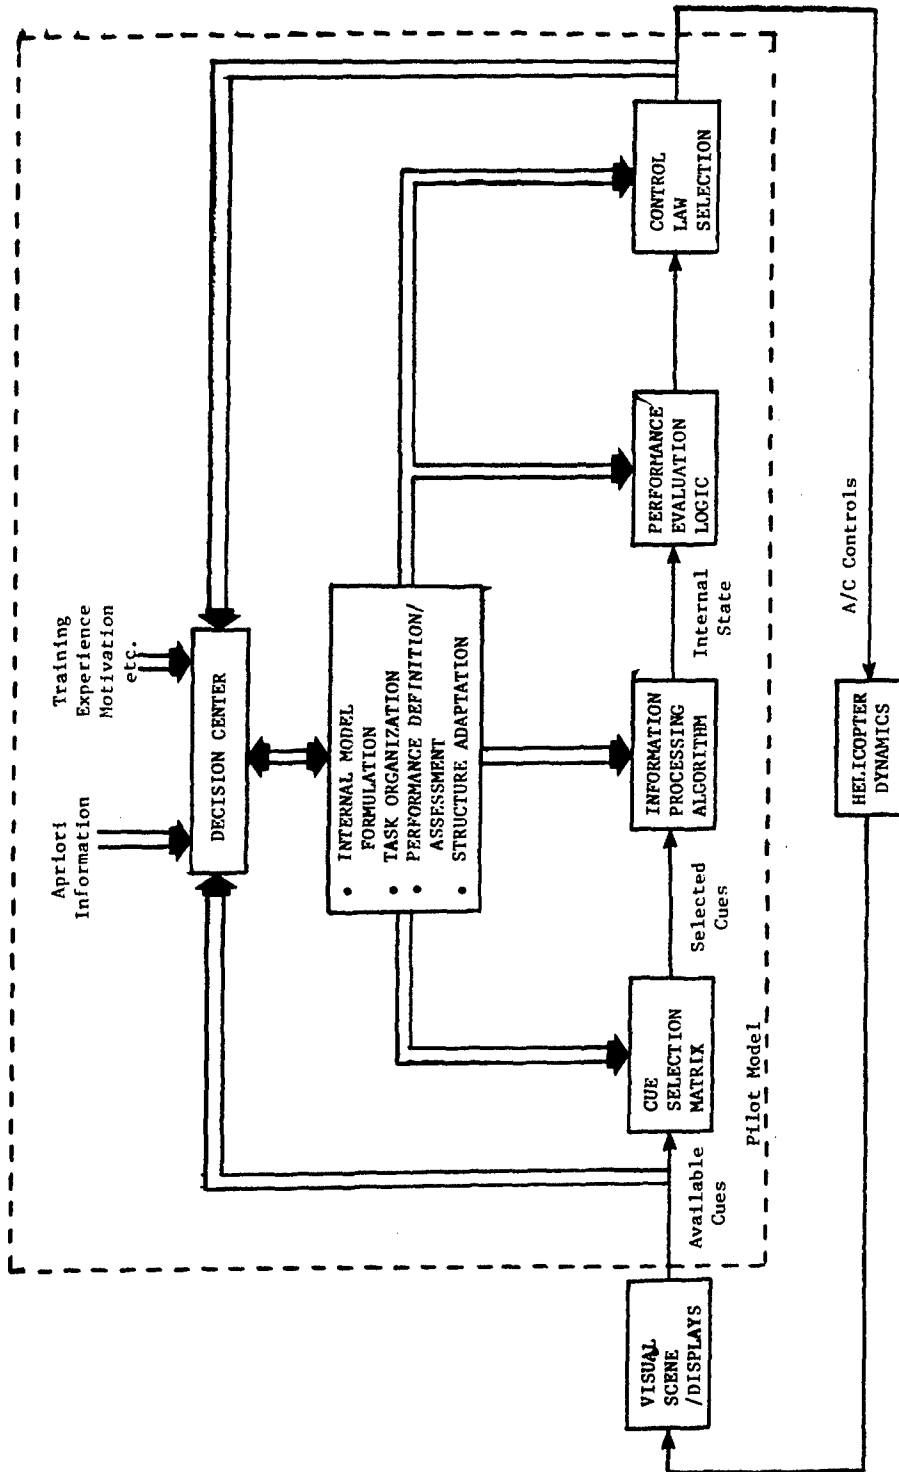 Apriori
Information
Training
Experience
Motivation
etc.
DECISION CENTER
• INTERNAL MODEL
FORMULATION
• TASK ORGANIZATION
• PERFORMANCE DEFINITION/
ASSESSMENT
• STRUCTURE ADAPTATION
VISUAL
SCENE
/DISPLAYS
Available
Cues
CUE
SELECTION
MATRIX
Selected
Cues
INFORMATION
PROCESSING
ALGORITHM
Internal
State
PERFORMANCE
EVALUATION
LOGIC
CONTROL
LAW
SELECTION
Pilot Model
A/C Controls
HELICOPTER
DYNAMICS